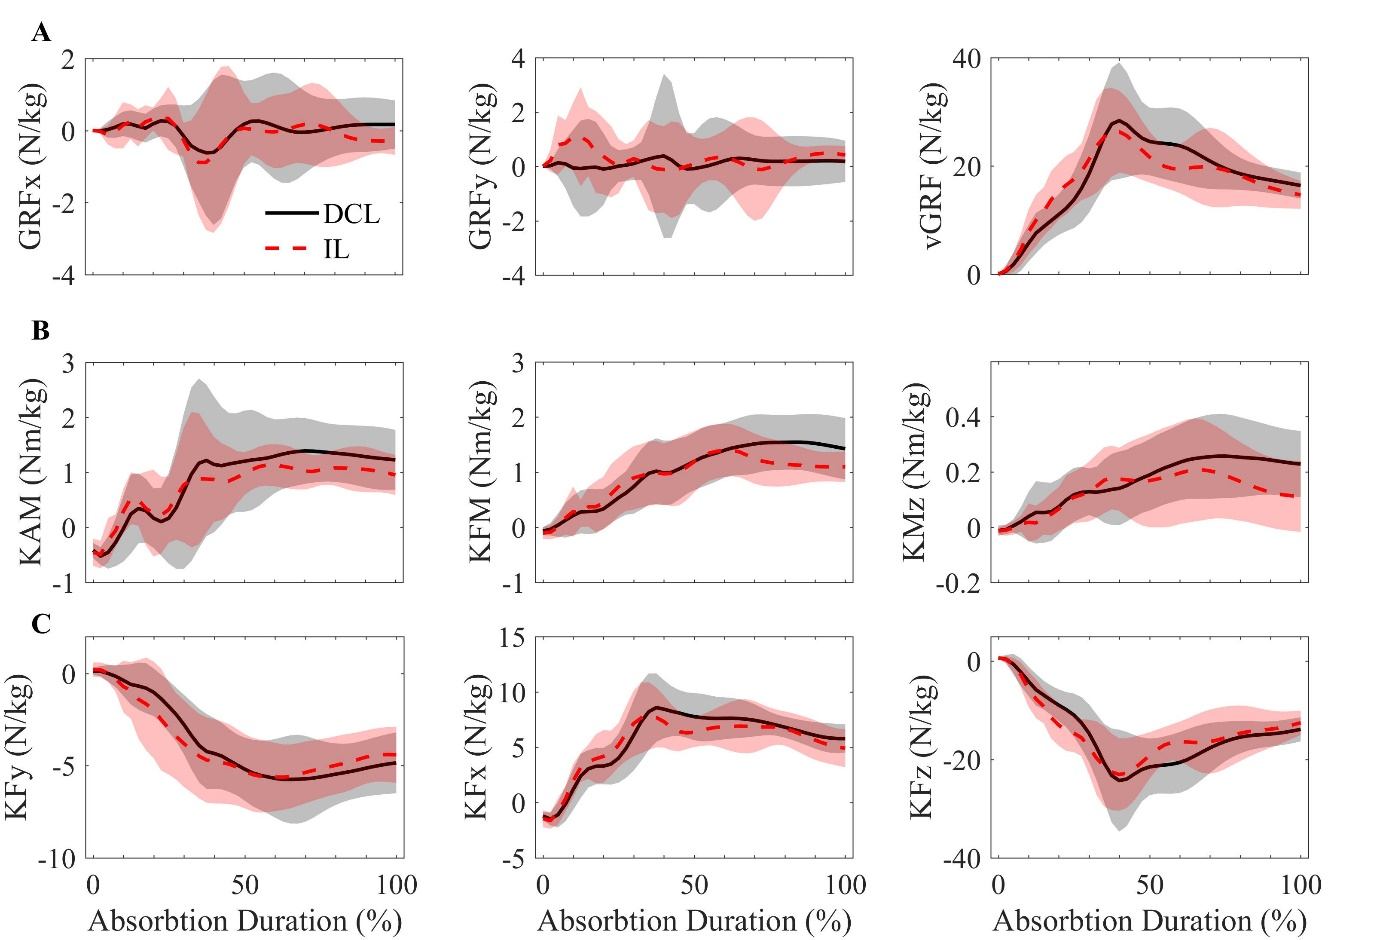 A
GRFx (N/kg)
2
0
-2
-4
DCL
IL
GRFy (N/kg)
4
2
0
-2
-4
vGRF (N/kg)
40
20
0
B
KAM (Nm/kg)
3
2
1
0
-1
KFM (Nm/kg)
3
2
1
0
-1
KMz (Nm/kg)
0.4
0.2
0
-0.2
C
KFy (N/kg)
0
-5
-10
0 50 100
Absorbtion Duration (%)
KFx (N/kg)
15
10
5
0
-5
0 50 100
Absorbtion Duration (%)
KFz (N/kg)
0
-20
-40
0 50 100
Absorbtion Duration (%)